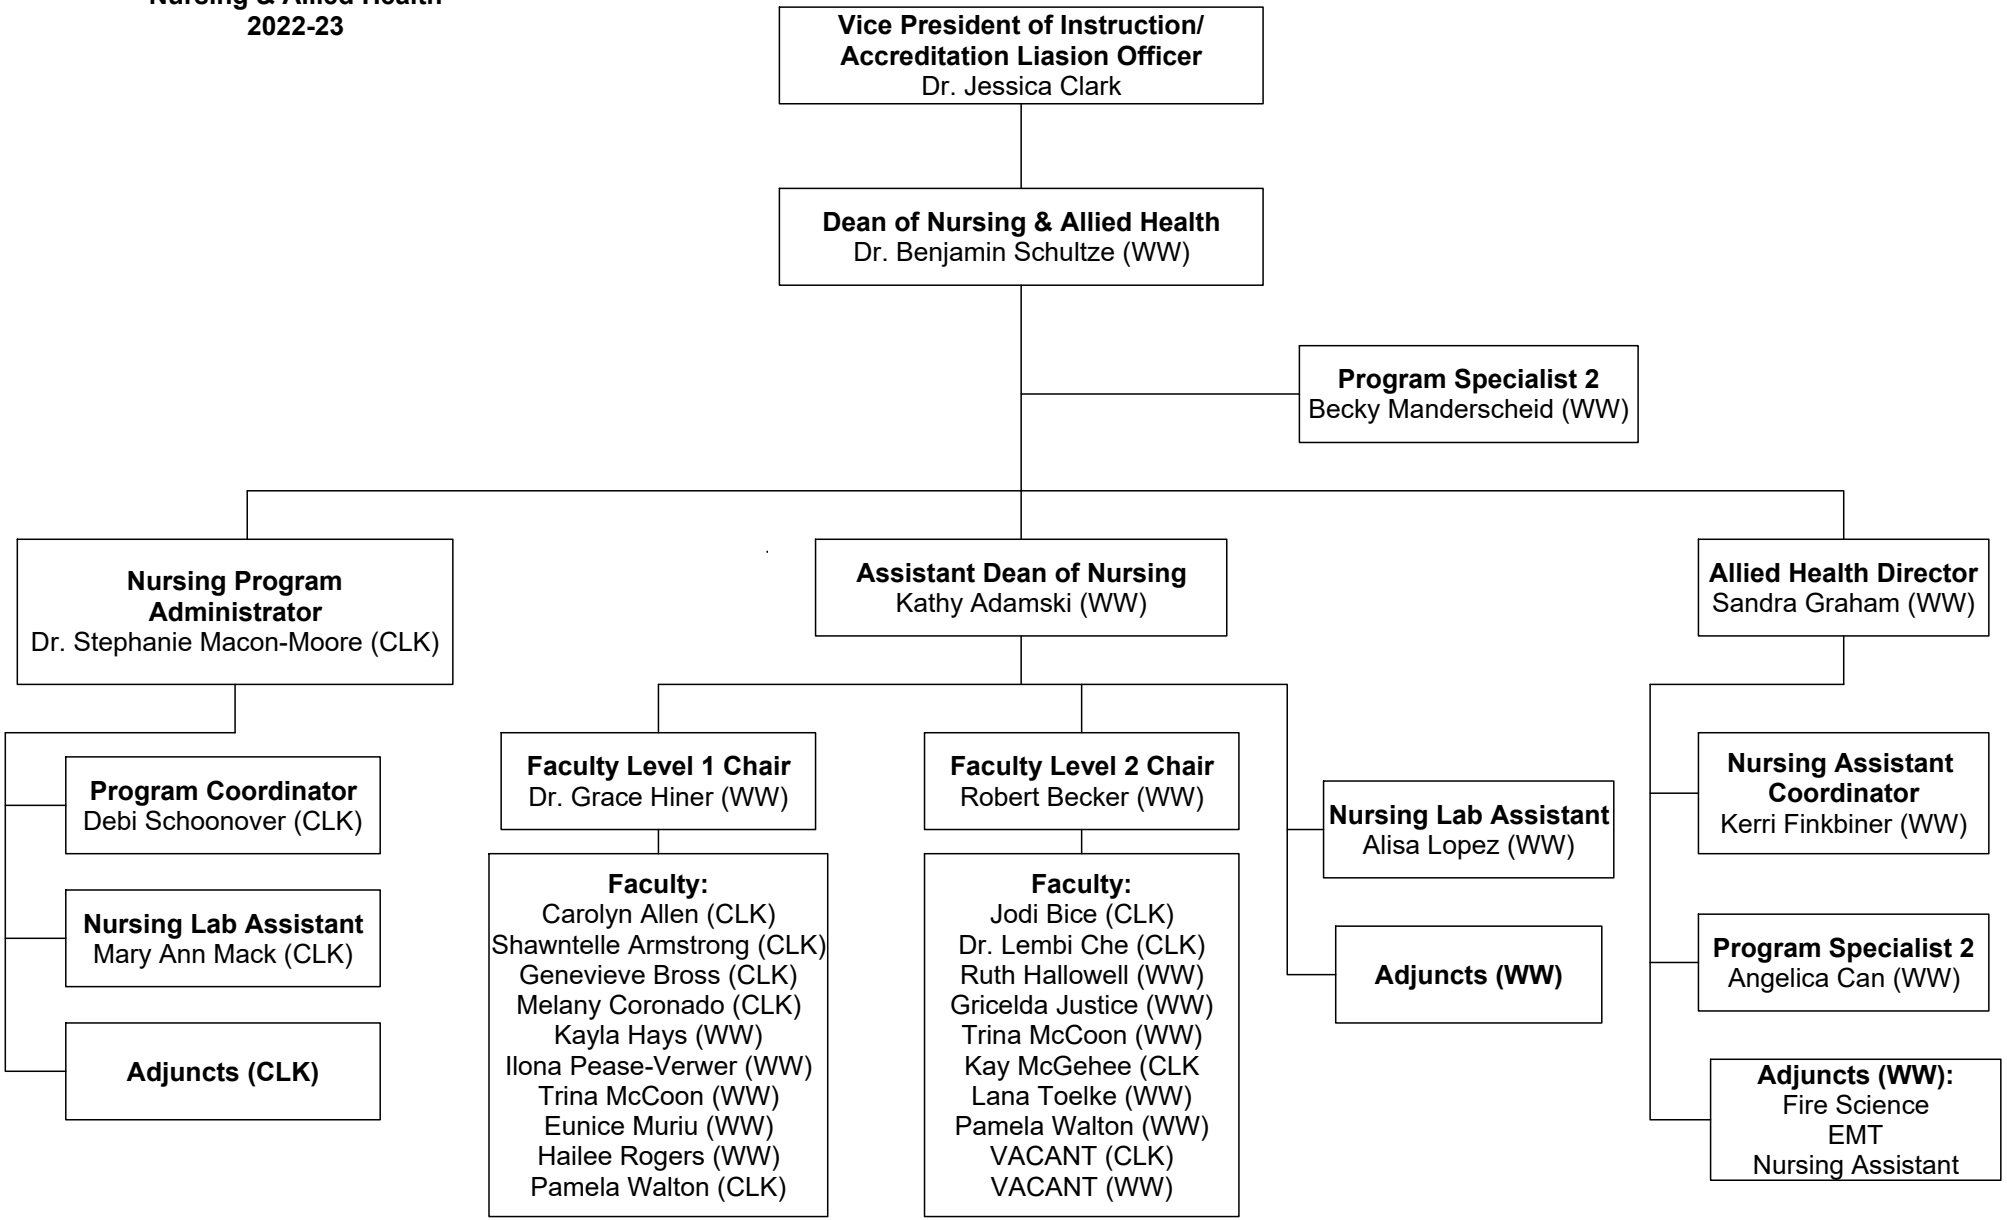 Nursing & Allied Health
2022-23
Vice President of Instruction/
Accreditation Liasion Officer
Dr. Jessica Clark
Dean of Nursing & Allied Health
Dr. Benjamin Schultze (WW)
Program Specialist 2
Becky Manderscheid (WW)
Nursing Program
Administrator
Dr. Stephanie Macon-Moore (CLK)
Assistant Dean of Nursing
Kathy Adamski (WW)
Allied Health Director
Sandra Graham (WW)
Program Coordinator
Debi Schoonover (CLK)
Nursing Lab Assistant
Mary Ann Mack (CLK)
Adjuncts (CLK)
Faculty Level 1 Chair
Dr. Grace Hiner (WW)
Faculty:
Carolyn Allen (CLK)
Shawntelle Armstrong (CLK)
Genevieve Bross (CLK)
Melany Coronado (CLK)
Kayla Hays (WW)
Ilona Pease-Verwer (WW)
Trina McCoon (WW)
Eunice Muriu (WW)
Hailee Rogers (WW)
Pamela Walton (CLK)
Faculty Level 2 Chair
Robert Becker (WW)
Faculty:
Jodi Bice (CLK)
Dr. Lembi Che (CLK)
Ruth Hallowell (WW)
Gricelda Justice (WW)
Trina McCoon (WW)
Kay McGehee (CLK
Lana Toelke (WW)
Pamela Walton (WW)
VACANT (CLK)
VACANT (WW)
Nursing Lab Assistant
Alisa Lopez (WW)
Adjuncts (WW)
Nursing Assistant
Coordinator
Kerri Finkbiner (WW)
Program Specialist 2
Angelica Can (WW)
Adjuncts (WW):
Fire Science
EMT
Nursing Assistant